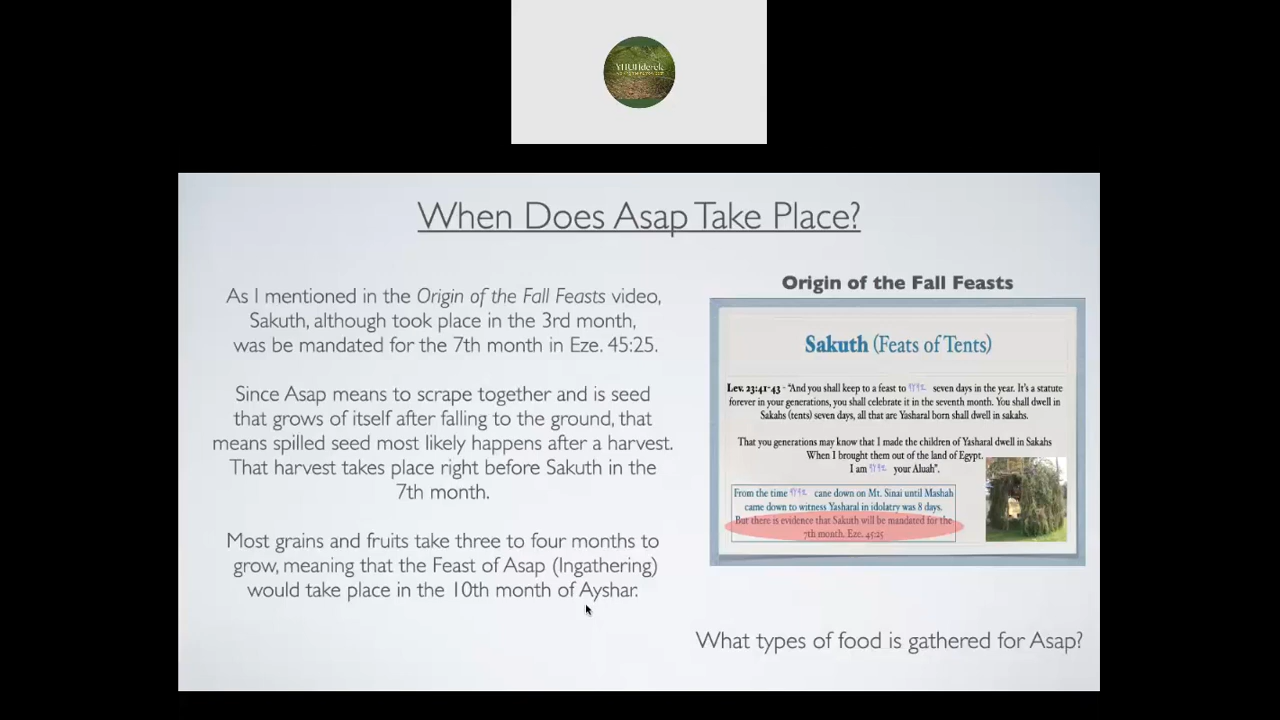 YHUHderek
When Does Asap Take Place?
As I mentioned in the Origin of the Fall Feasts video,
Sakuth, although took place in the 3rd month,
was be mandated for the 7th month in Eze. 45:25.
Since Asap means to scrape together and is seed
that grows of itself after falling to the ground, that
means spilled seed most likely happens after a harvest.
That harvest takes place right before Sakuth in the
7th month.
Most grains and fruits take three to four months to
grow, meaning that the Feast of Asap (Ingathering)
would take place in the 10th month of Ayshar.
Origin of the Fall Feasts
Sakuth (Feats of Tents)
Lev. 23:41-43 - "And you shall keep to a feast to seven days in the year. It's a statute
forever in your generations, you shall celebrate it in the seventh month. You shall dwell in
Sakahs (tents) seven days, all that are Yasharal born shall dwell in sakahs.
That you generations may know that I made the children of Yasharal dwell in Sakahs
When I brought them out of the land of Egypt.
I am your Aluah".
From the time cane down on Mt. Sinai until Mashah
came down to witness Yasharal in idolatry was 8 days.
But there is evidence that Sakuth will be mandated for the
7th month. Eze. 45:25
What types of food is gathered for Asap?